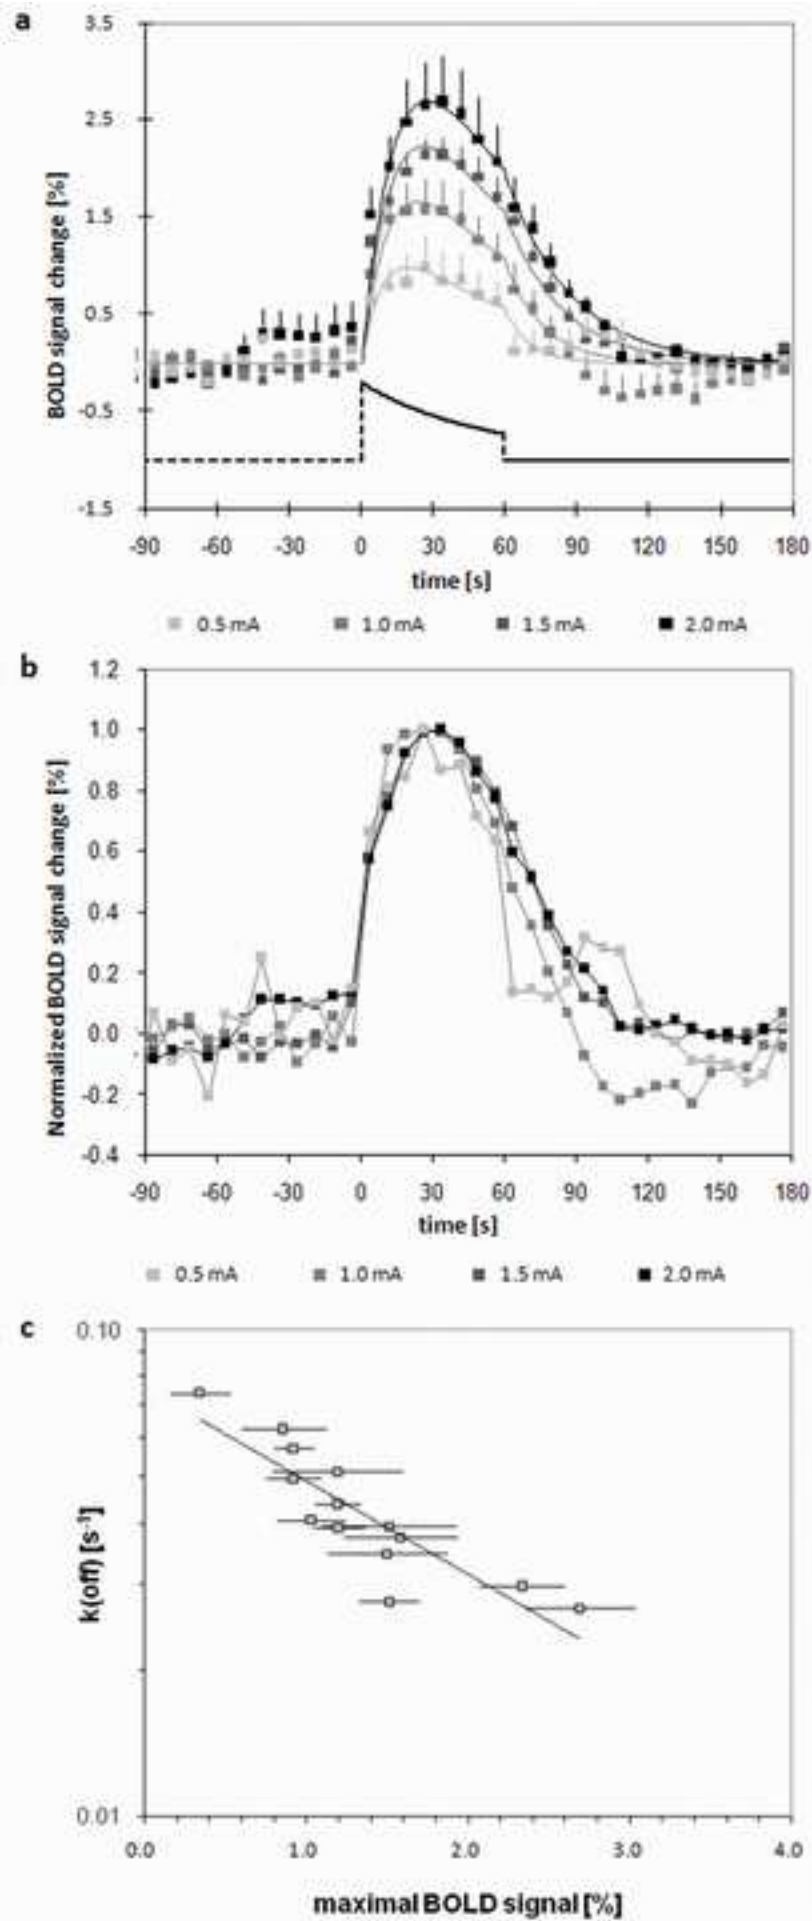 a
3.5
2.5
1.5
0.5
-0.5
-1.5
BOLD signal change [%]
-90 -60 -30 0 30 60 90 120 150 180
time [s]
0.5 mA 1.0 mA 1.5 mA 2.0 mA
b
1.2
1.0
0.8
0.6
0.4
0.2
0.0
-0.2
-0.4
Normalized BOLD signal change [%]
-90 -60 -30 0 30 60 90 120 150 180
time [s]
0.5 mA 1.0 mA 1.5 mA 2.0 mA
c
0.10
0.01
k(off) [s-1]
0.0 1.0 2.0 3.0 4.0
maximal BOLD signal [%]